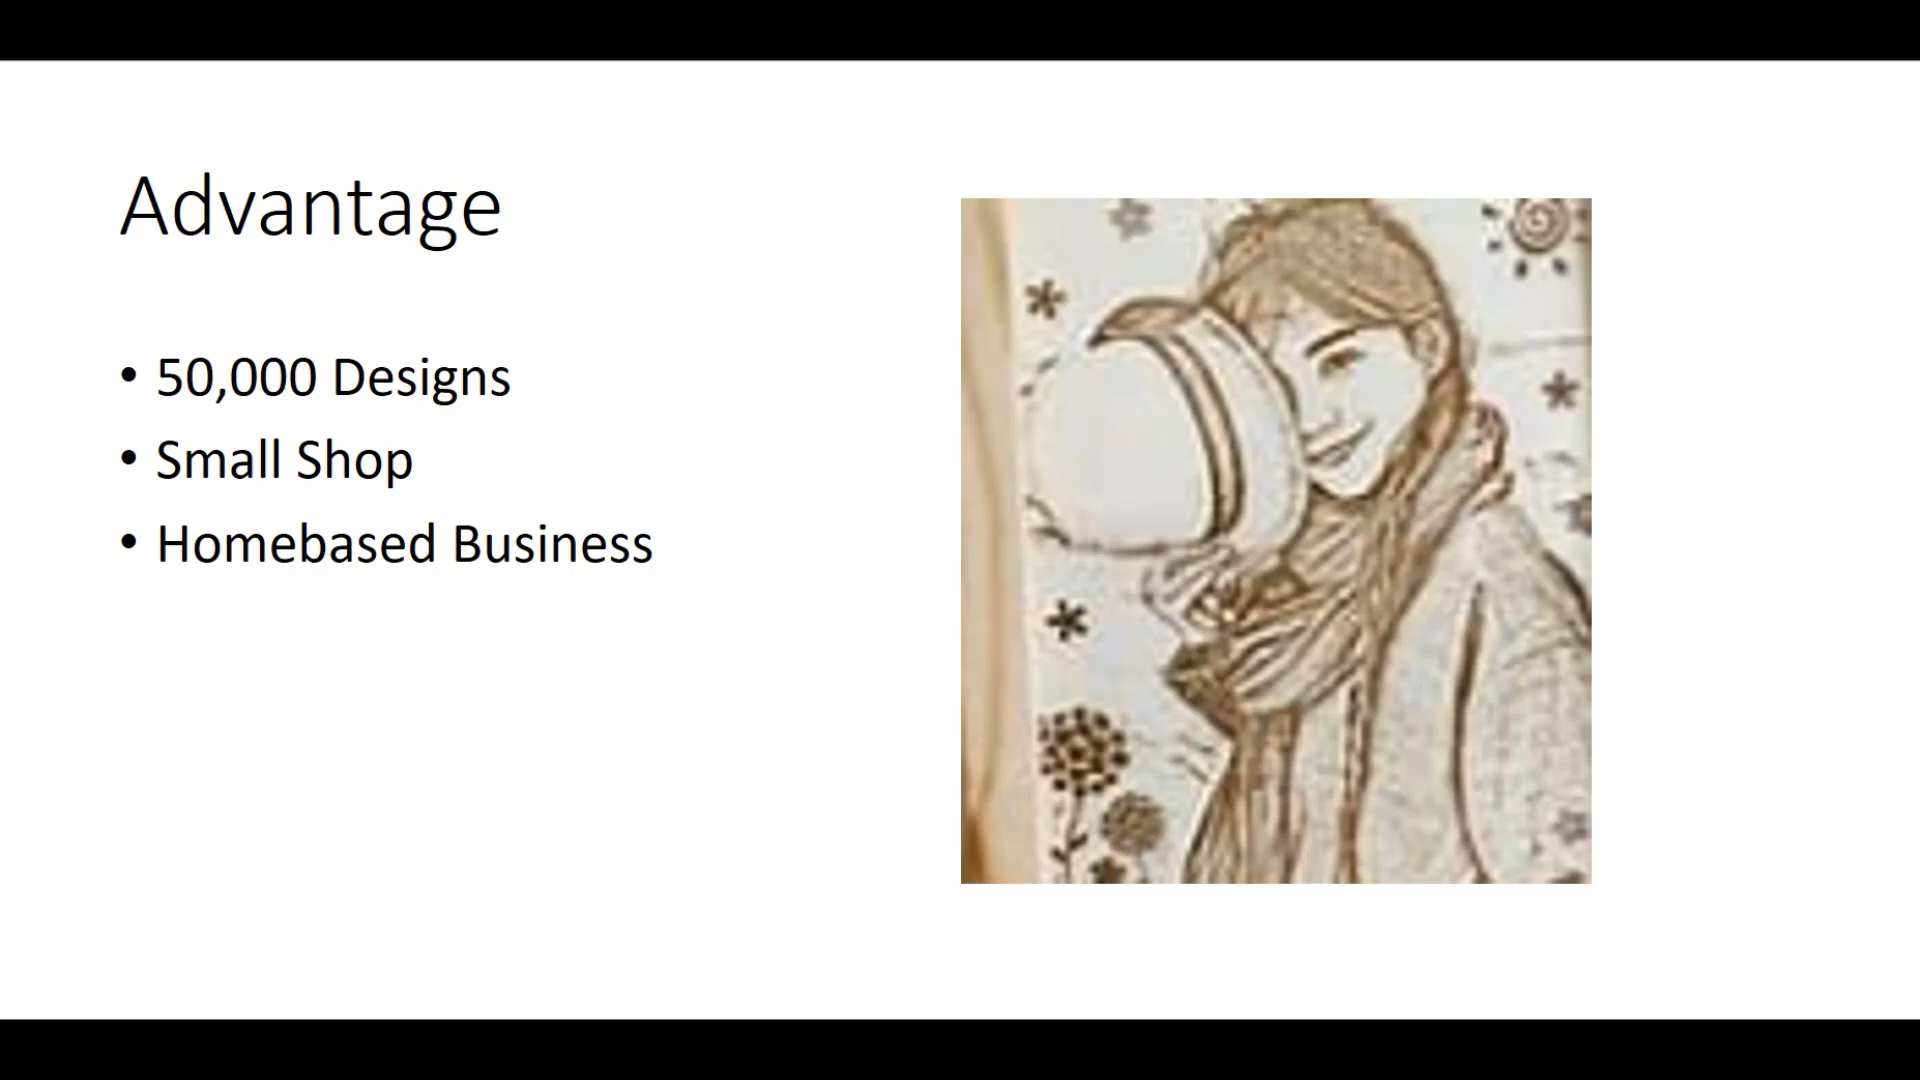 Advantage
• 50,000 Designs
• Small Shop
• Homebased Business